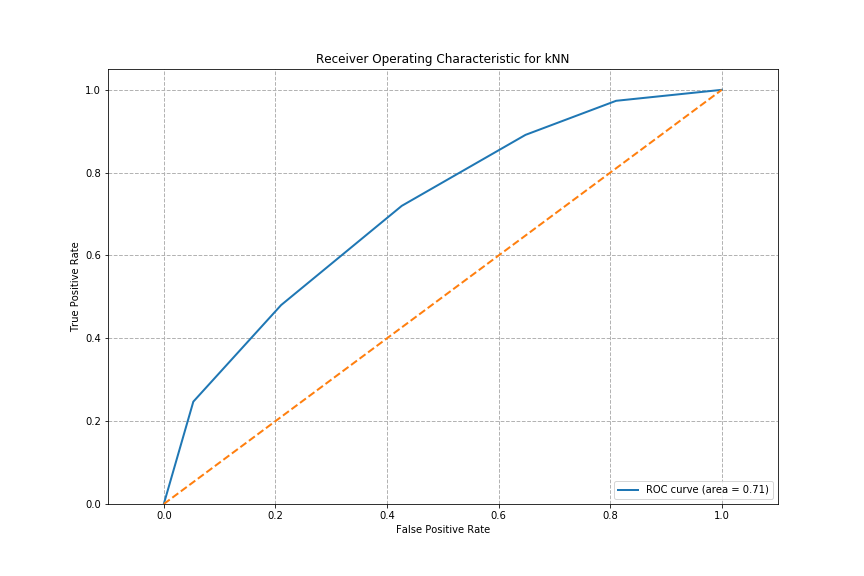 Receiver Operating Characteristic for kNN
1.0
0.8
0.6
0.4
0.2
0.0
True Positive Rate
ROC curve (area = 0.71)
0.0 0.2 0.4 0.6 0.8 1.0
False Positive Rate